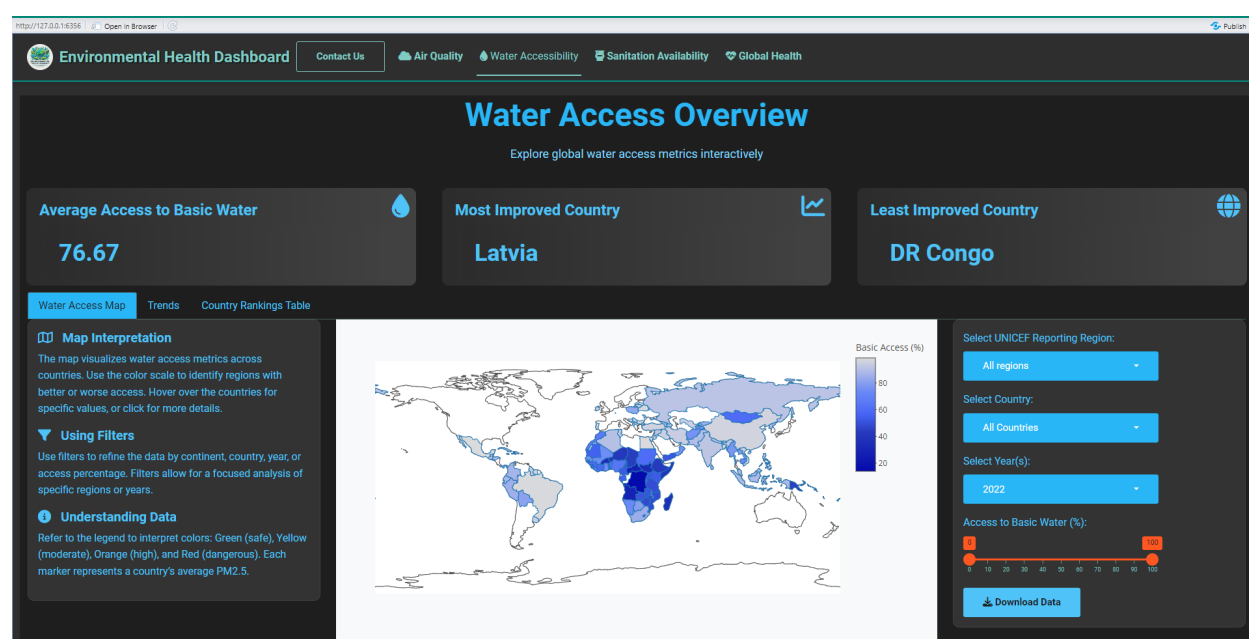 http://127.0.0.1:6356
Open in Browser
Publish
Environmental Health Dashboard
Contact Us
Air Quality
Water Accessibility
Sanitation Availability
Global Health
Water Access Overview
Explore global water access metrics interactively
Average Access to Basic Water
76.67
Most Improved Country
Latvia
Least Improved Country
DR Congo
Water Access Map
Trends
Country Rankings Table
Map Interpretation
The map visualizes water access metrics across
countries. Use the color scale to identify regions with
better or worse access. Hover over the countries for
specific values, or click for more details.
Using Filters
Use filters to refine the data by continent, country, year, or
access percentage. Filters allow for a focused analysis of
specific regions or years.
Understanding Data
Refer to the legend to interpret colors: Green (safe), Yellow
(moderate), Orange (high), and Red (dangerous). Each
marker represents a country's average PM2.5.
Basic Access (%)
80
60
40
20
Select UNICEF Reporting Region:
All regions
Select Country:
All Countries
Select Year(s):
2022
Access to Basic Water (%):
0 100
0 10 20 30 40 50 60 70 80 90 100
Download Data